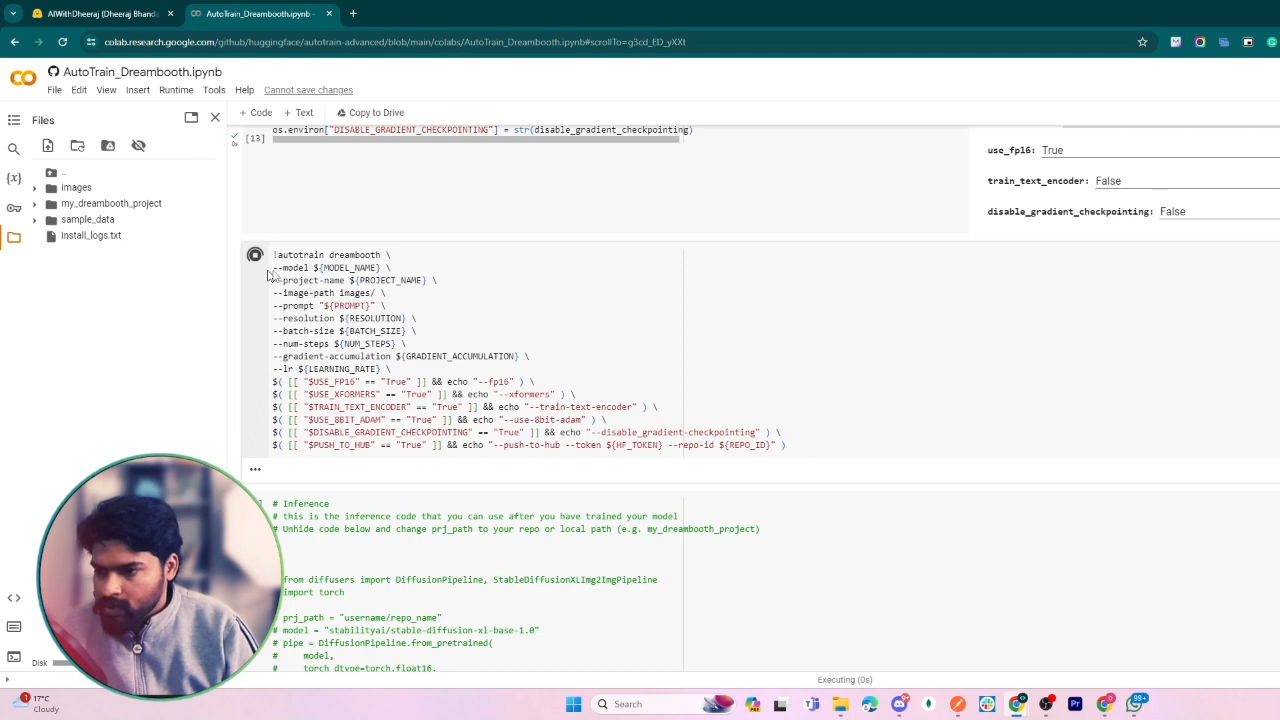 AIWithDheeraj (Dheeraj Bhanda
AutoTrain_Dreambooth.ipynb -
colab.research.google.com/github/huggingface/autotrain-advanced/blob/main/colabs/AutoTrain_Dreambooth.ipynb#scrollTo=g3cd_ED_yXXt
AutoTrain_Dreambooth.ipynb
File Edit View Insert Runtime Tools Help Cannot save changes
Files
+ Code + Text Copy to Drive
..
images
my_dreambooth_project
sample_data
install_logs.txt
os.environ["DISABLE_GRADIENT_CHECKPOINTING"] = str(disable_gradient_checkpointing)
0s
[13]
use_fp16: True
train_text_encoder: False
disable_gradient_checkpointing: False
!autotrain dreambooth \
--model ${MODEL_NAME} \
--project-name ${PROJECT_NAME} \
--image-path images/ \
--prompt "${PROMPT}" \
--resolution ${RESOLUTION} \
--batch-size ${BATCH_SIZE} \
--num-steps ${NUM_STEPS} \
--gradient-accumulation ${GRADIENT_ACCUMULATION} \
--lr ${LEARNING_RATE} \
$( [[ "$USE_FP16" == "True" ]] && echo "--fp16" ) \
$( [[ "$USE_XFORMERS" == "True" ]] && echo "--xformers" ) \
$( [[ "$TRAIN_TEXT_ENCODER" == "True" ]] && echo "--train-text-encoder" ) \
$( [[ "$USE_8BIT_ADAM" == "True" ]] && echo "--use-8bit-adam" ) \
$( [[ "$DISABLE_GRADIENT_CHECKPOINTING" == "True" ]] && echo "--disable_gradient-checkpointing" ) \
$( [[ "$PUSH_TO_HUB" == "True" ]] && echo "--push-to-hub --token ${HF_TOKEN} --repo-id ${REPO_ID}" )
# Inference
# this is the inference code that you can use after you have trained your model
# Unhide code below and change prj_path to your repo or local path (e.g. my_dreambooth_project)
from diffusers import DiffusionPipeline, StableDiffusionXLImg2ImgPipeline
import torch
prj_path = "username/repo_name"
# model = "stabilityai/stable-diffusion-xl-base-1.0"
# pipe = DiffusionPipeline.from_pretrained(
# model,
# torch_dtype=torch.float16,
Disk
Executing (0s)
17°C
Cloudy
Search